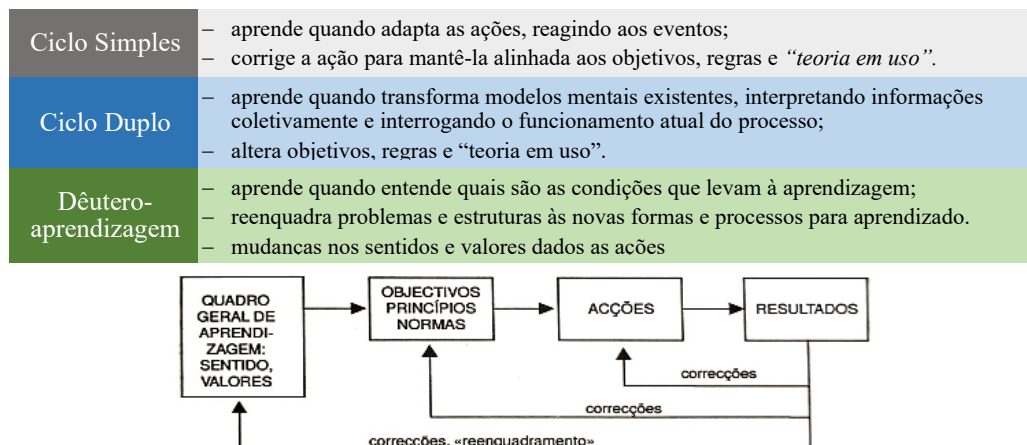 Ciclo Simples
– aprende quando adapta as ações, reagindo aos eventos;
– corrige a ação para mantê-la alinhada aos objetivos, regras e “teoria em uso”.
Ciclo Duplo
– aprende quando transforma modelos mentais existentes, interpretando informações
coletivamente e interrogando o funcionamento atual do processo;
– altera objetivos, regras e “teoria em uso”.
Dêutero-
aprendizagem
– aprende quando entende quais são as condições que levam à aprendizagem;
– reenquadra problemas e estruturas às novas formas e processos para aprendizado.
– mudanças nos sentidos e valores dados as ações
QUADRO
GERAL DE
APRENDI-
ZAGEM:
SENTIDO,
VALORES
OBJECTIVOS
PRINCÍPIOS
NORMAS
ACÇÕES
RESULTADOS
correcções
correcções
correcções, «reenquadramento»